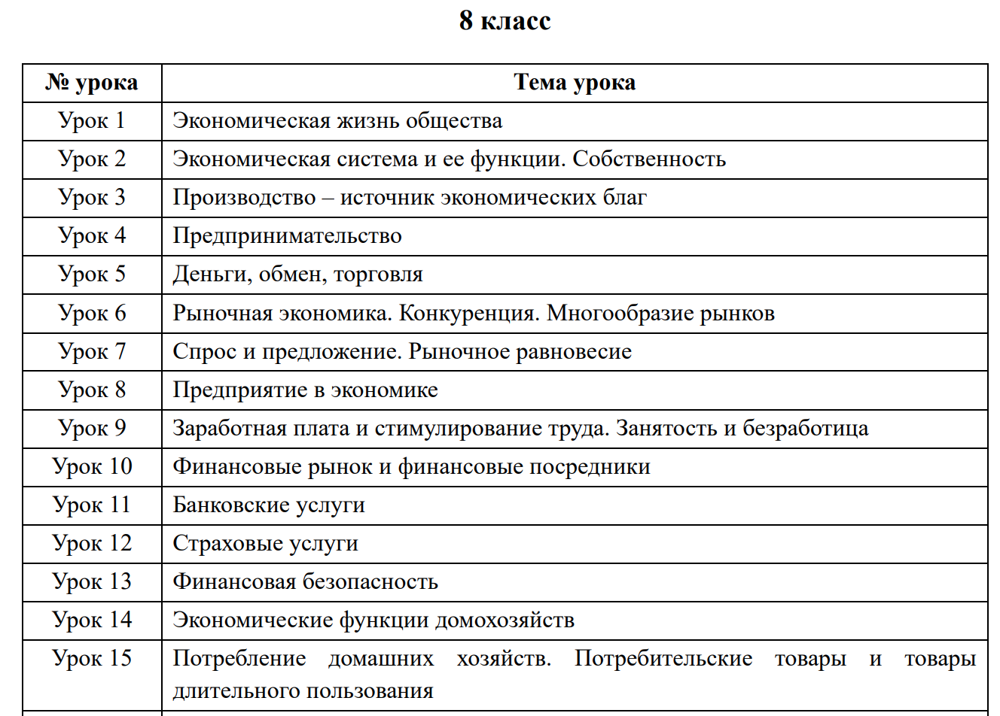 8 класс
№ урока Тема урока
Урок 1 Экономическая жизнь общества
Урок 2 Экономическая система и ее функции. Собственность
Урок 3 Производство – источник экономических благ
Урок 4 Предпринимательство
Урок 5 Деньги, обмен, торговля
Урок 6 Рыночная экономика. Конкуренция. Многообразие рынков
Урок 7 Спрос и предложение. Рыночное равновесие
Урок 8 Предприятие в экономике
Урок 9 Заработная плата и стимулирование труда. Занятость и безработица
Урок 10 Финансовые рынок и финансовые посредники
Урок 11 Банковские услуги
Урок 12 Страховые услуги
Урок 13 Финансовая безопасность
Урок 14 Экономические функции домохозяйств
Урок 15 Потребление домашних хозяйств. Потребительские товары и товары
длительного пользования